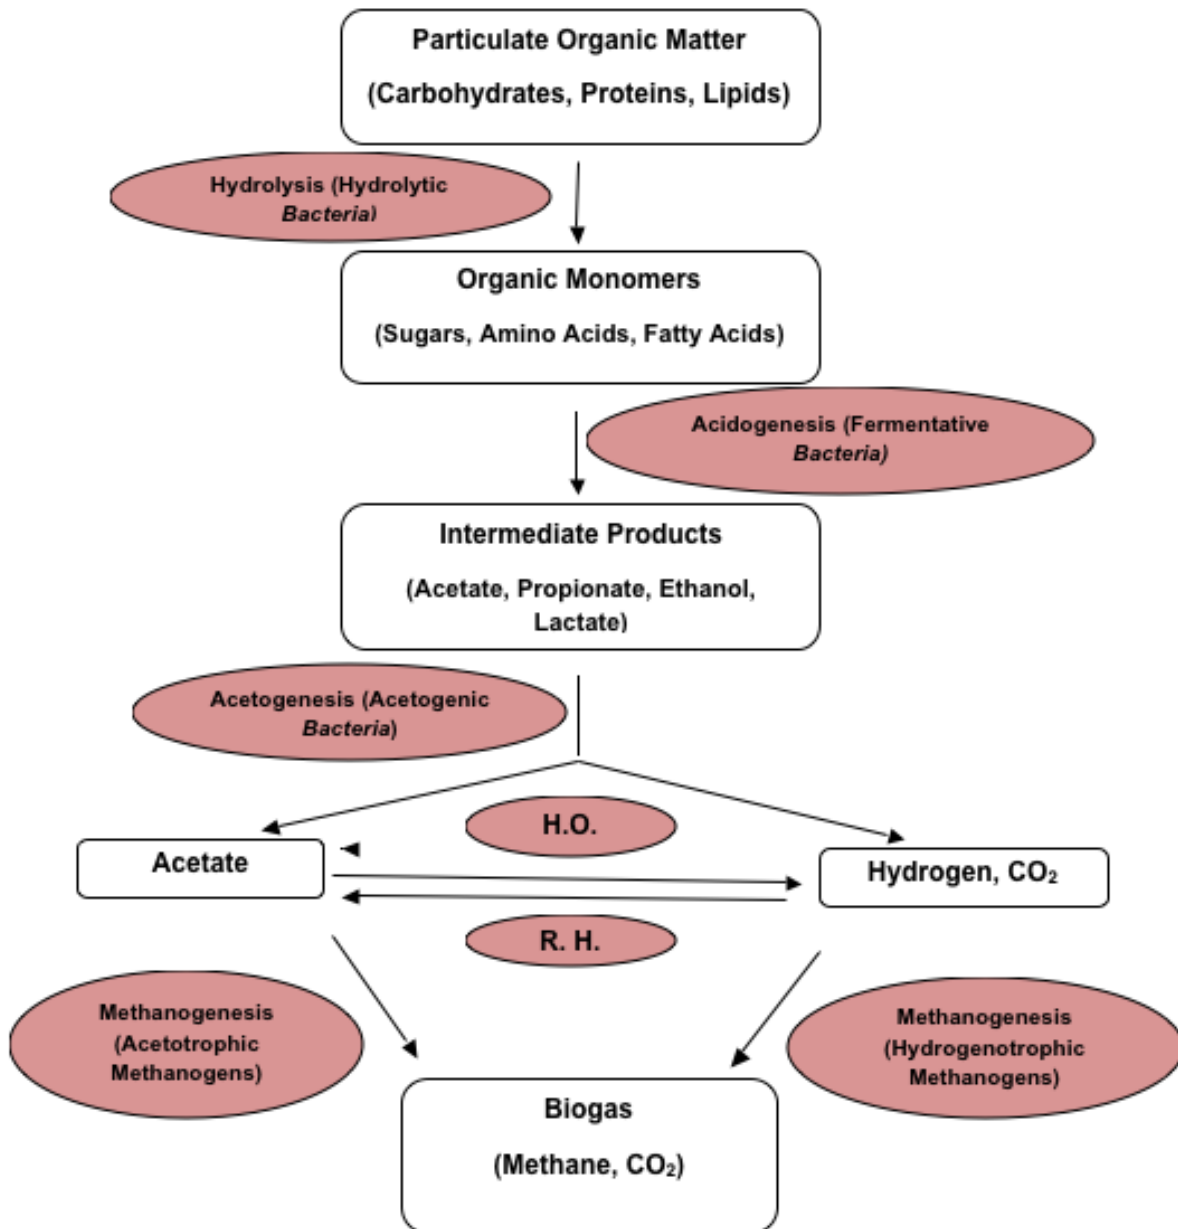 Particulate Organic Matter
(Carbohydrates, Proteins, Lipids)
Hydrolysis (Hydrolytic
Bacteria)
Organic Monomers
(Sugars, Amino Acids, Fatty Acids)
Acidogenesis (Fermentative
Bacteria)
Intermediate Products
(Acetate, Propionate, Ethanol,
Lactate)
Acetogenesis (Acetogenic
Bacteria)
H.O.
Acetate
Hydrogen, CO₂
R. H.
Methanogenesis
(Acetotrophic
Methanogens)
Methanogenesis
(Hydrogenotrophic
Methanogens)
Biogas
(Methane, CO₂)